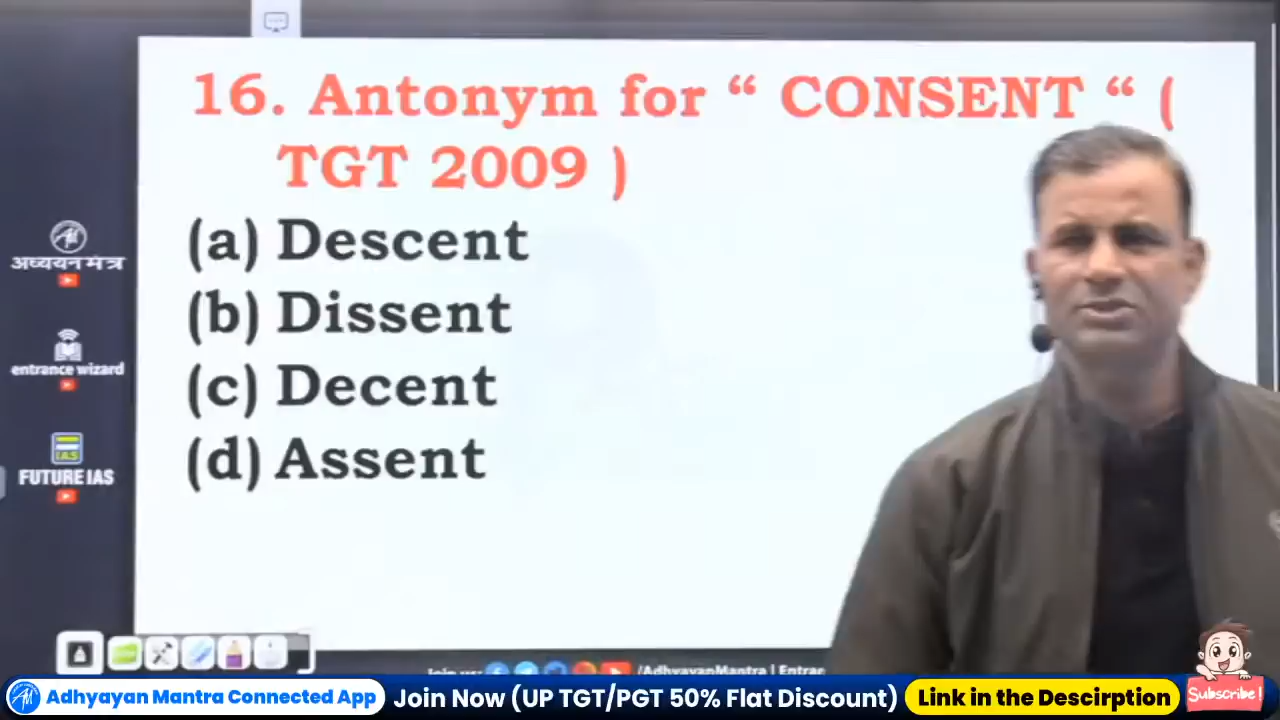 16. Antonym for “ CONSENT “ (
TGT 2009 )
(a) Descent
(b) Dissent
(c) Decent
(d) Assent
अध्ययन मंत्र
entrance wizard
IAS
FUTURE IAS
/AdhyayanMantra | Entrac
Adhyayan Mantra Connected App
Join Now (UP TGT/PGT 50% Flat Discount)
Link in the Descirption
Subscribe!